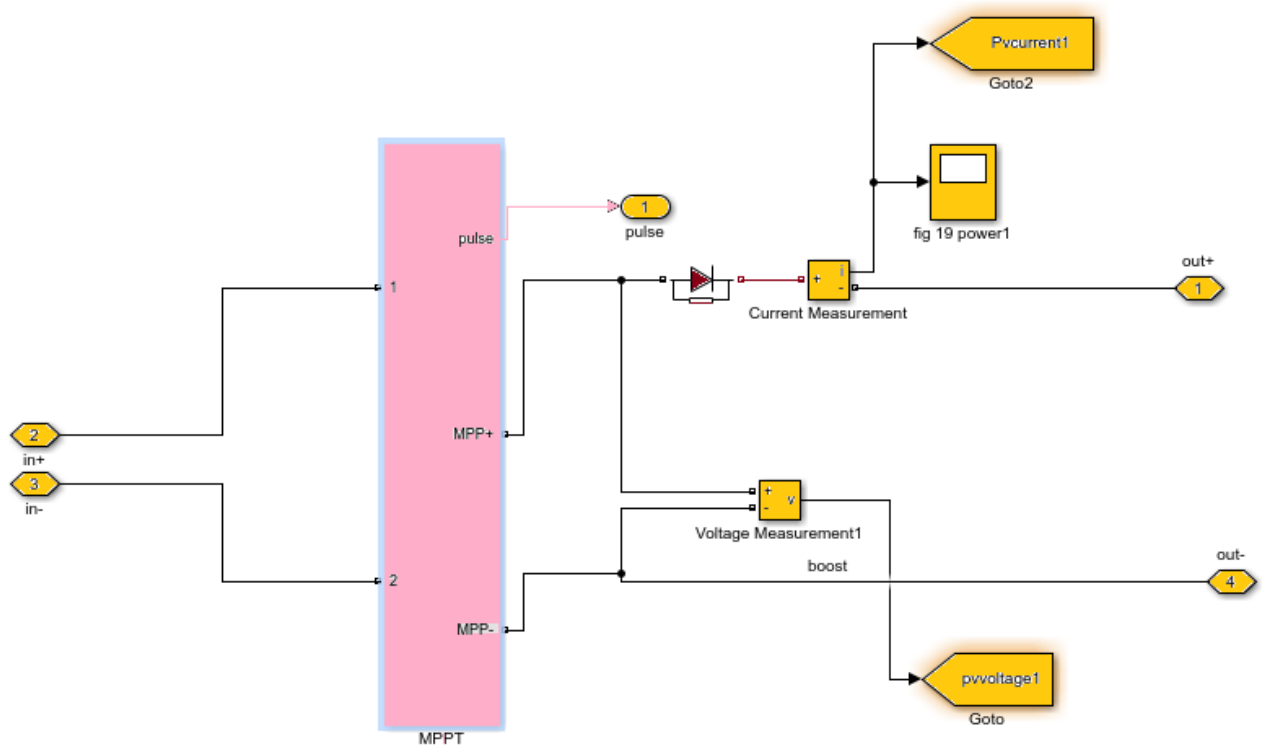 Pvcurrent1
Goto2
fig 19 power1
1
pulse
pulse
1
+
i
-
Current Measurement
out+
1
2
in+
3
in-
MPP+
+
-
v
Voltage Measurement1
boost
out-
4
2
MPP-
pvvoltage1
Goto
MPPT